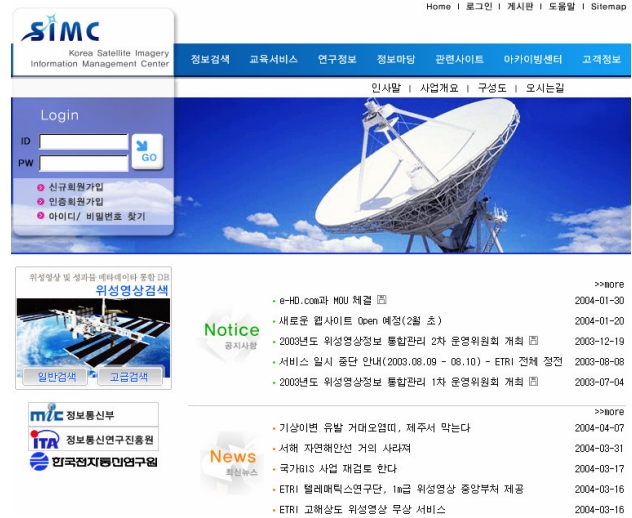 Home | 로그인 | 게시판 | 도움말 | Sitemap
SIMC
Korea Satellite Imagery
Information Management Center
정보검색 교육서비스 연구정보 정보마당 관련사이트 아카이빙센터 고객정보
인사말 | 사업개요 | 구성도 | 오시는길
Login
ID
GO
PW
신규회원가입
인증회원가입
아이디/ 비밀번호 찾기
위성영상 및 성과물 메타데이타 통합 DB
위성영상검색
일반검색 고급검색
mic 정보통신부
IITA 정보통신연구진흥원
한국전자통신연구원
Notice
공지사항
>>more
e-HD.com과 MOU 체결 2004-01-30
새로운 웹사이트 Open 예정(2월 초) 2004-01-20
2003년도 위성영상정보 통합관리 2차 운영위원회 개최 2003-12-19
서비스 일시 중단 안내(2003.08.09 - 08.10) - ETRI 전체 정전 2003-08-08
2003년도 위성영상정보 통합관리 1차 운영위원회 개최 2003-07-04
News
최신뉴스
>>more
기상이변 유발 거대오염띠, 제주서 막는다 2004-04-07
서해 자연해안선 거의 사라져 2004-03-31
국가GIS 사업 재검토 한다 2004-03-17
ETRI 텔레매틱스연구단, 1m급 위성영상 중앙부처 제공 2004-03-16
ETRI 고해상도 위성영상 무상 서비스 2004-03-16